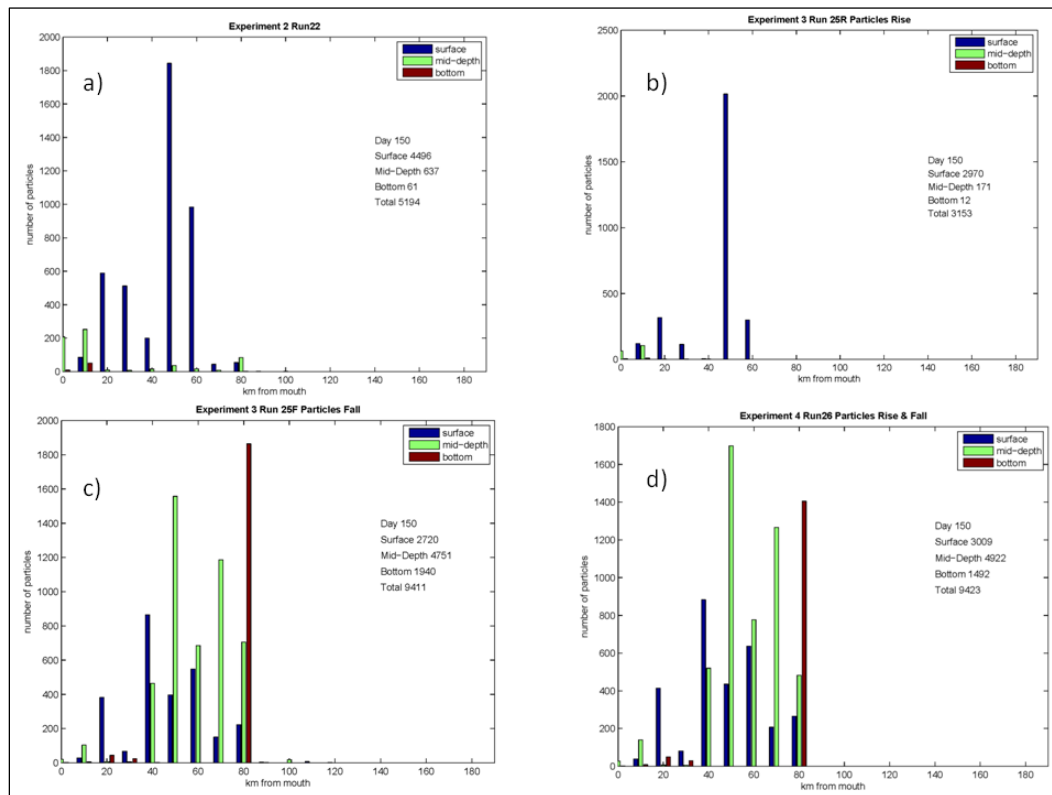 Experiment 2 Run22
2000
1800
1600
1400
1200
1000
800
600
400
200
0
number of particles
a)
surface
mid-depth
bottom
Day 150
Surface 4496
Mid-Depth 637
Bottom 61
Total 5194
0 20 40 60 80 100 120 140 160 180
km from mouth
Experiment 3 Run 25R Particles Rise
2500
2000
1500
1000
500
0
number of particles
b)
surface
mid-depth
bottom
Day 150
Surface 2970
Mid-Depth 171
Bottom 12
Total 3153
0 20 40 60 80 100 120 140 160 180
km from mouth
Experiment 3 Run 25F Particles Fall
2000
1800
1600
1400
1200
1000
800
600
400
200
0
number of particles
c)
surface
mid-depth
bottom
Day 150
Surface 2720
Mid-Depth 4751
Bottom 1940
Total 9411
0 20 40 60 80 100 120 140 160 180
km from mouth
Experiment 4 Run26 Particles Rise & Fall
1800
1600
1400
1200
1000
800
600
400
200
0
number of particles
d)
surface
mid-depth
bottom
Day 150
Surface 3009
Mid-Depth 4922
Bottom 1492
Total 9423
0 20 40 60 80 100 120 140 160 180
km from mouth